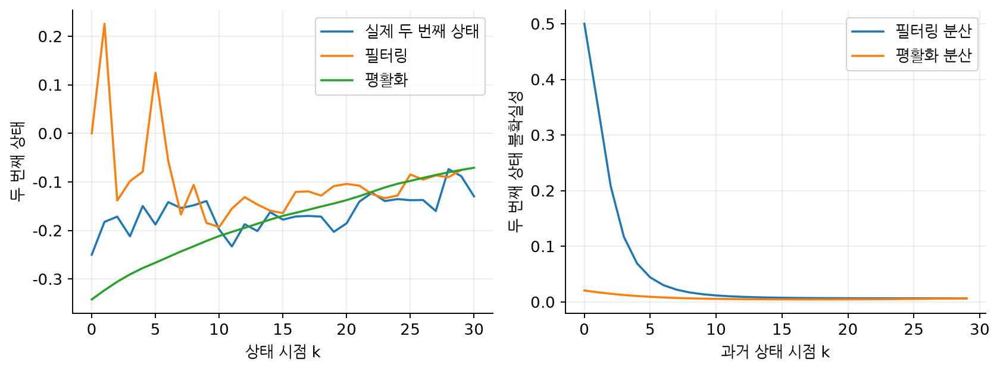 두 번째 상태
0.2
0.1
0.0
-0.1
-0.2
-0.3
실제 두 번째 상태
필터링
평활화
0 5 10 15 20 25 30
상태 시점 k
두 번째 상태 불확실성
0.5
0.4
0.3
0.2
0.1
0.0
필터링 분산
평활화 분산
0 5 10 15 20 25 30
과거 상태 시점 k